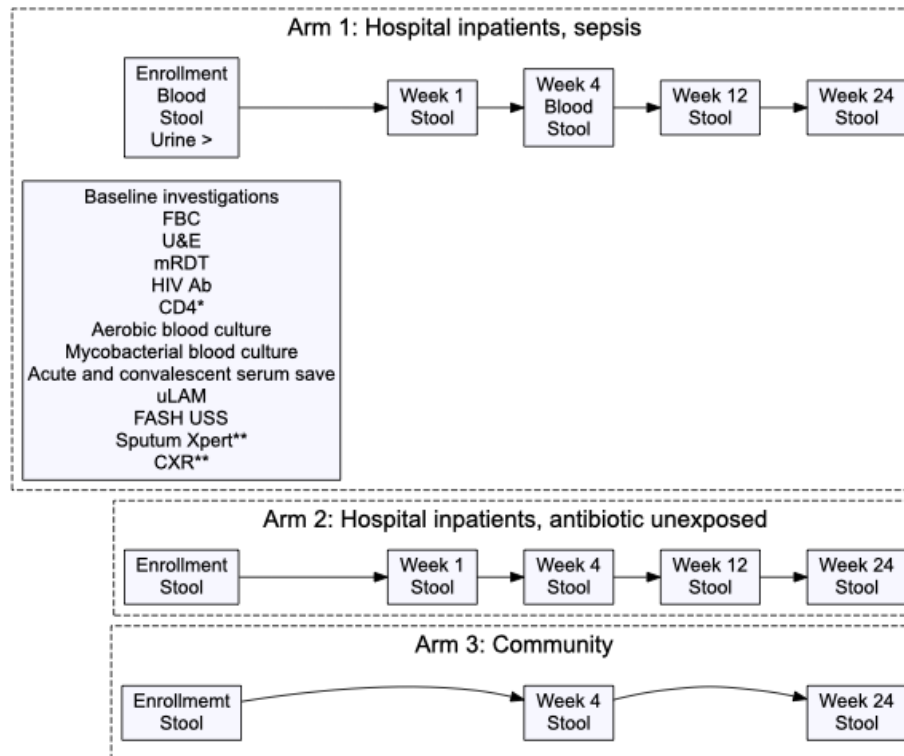 Arm 1: Hospital inpatients, sepsis
Enrollment
Blood
Stool
Urine >
Week 1
Stool
Week 4
Blood
Stool
Week 12
Stool
Week 24
Stool
Baseline investigations
FBC
U&E
mRDT
HIV Ab
CD4*
Aerobic blood culture
Mycobacterial blood culture
Acute and convalescent serum save
uLAM
FASH USS
Sputum Xpert**
CXR**
Arm 2: Hospital inpatients, antibiotic unexposed
Enrollment
Stool
Week 1
Stool
Week 4
Stool
Week 12
Stool
Week 24
Stool
Arm 3: Community
Enrollmemt
Stool
Week 4
Stool
Week 24
Stool